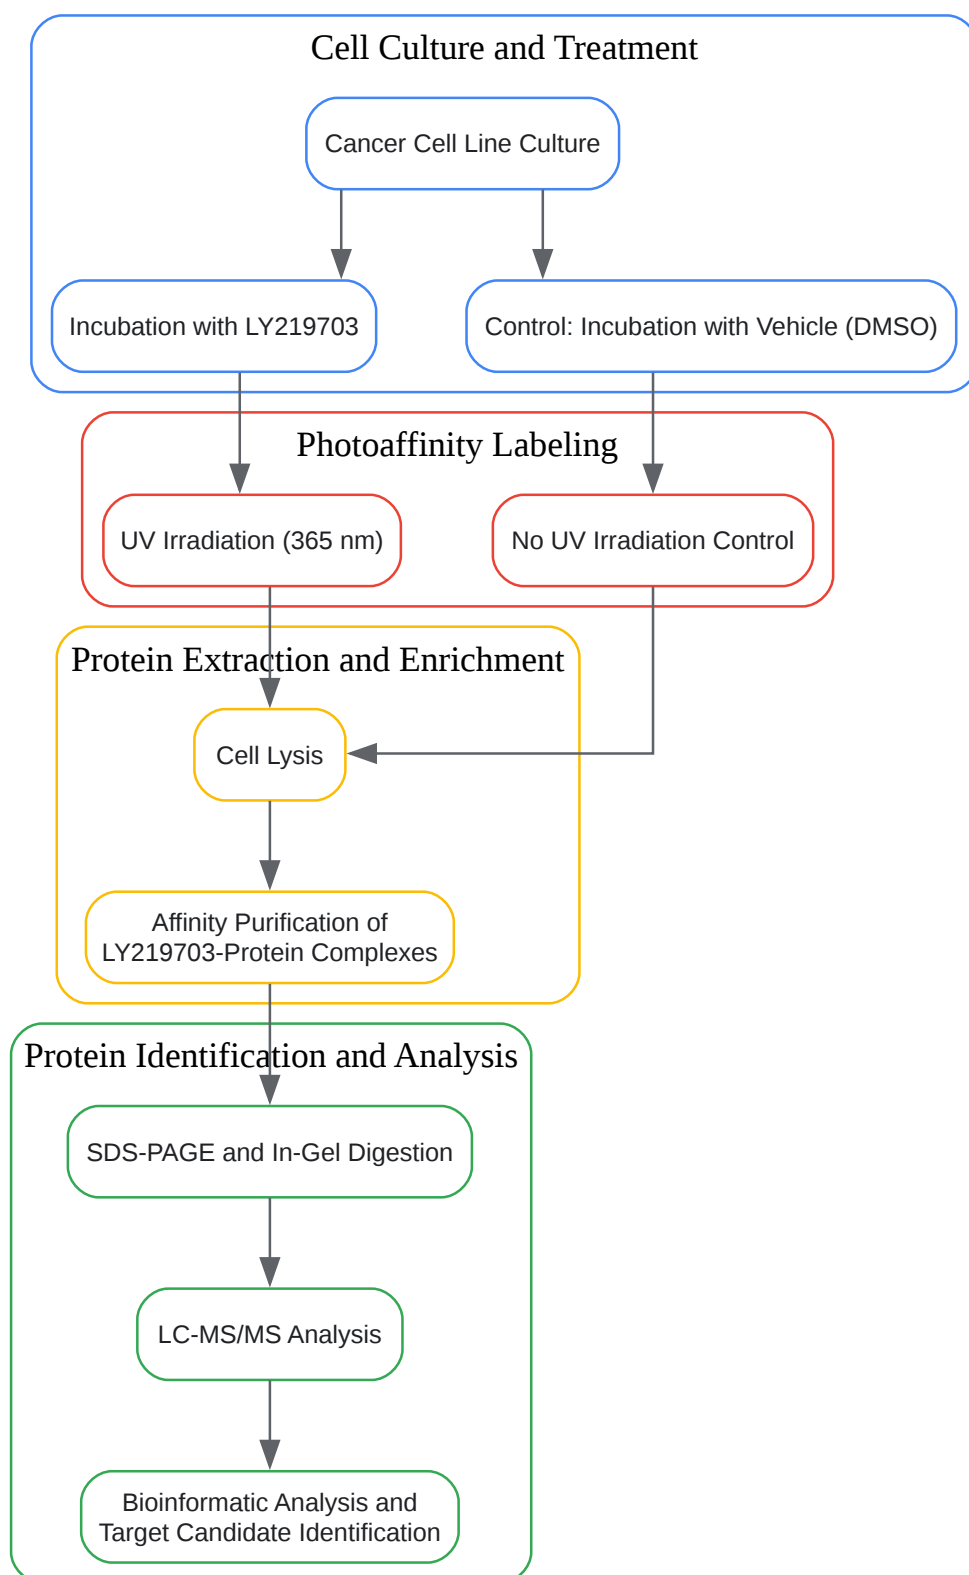 Cell Culture and Treatment
Cancer Cell Line Culture
Incubation with LY219703
Control: Incubation with Vehicle (DMSO)
Photoaffinity Labeling
UV Irradiation (365 nm)
No UV Irradiation Control
Protein Extraction and Enrichment
Cell Lysis
Affinity Purification of
LY219703-Protein Complexes
Protein Identification and Analysis
SDS-PAGE and In-Gel Digestion
LC-MS/MS Analysis
Bioinformatic Analysis and
Target Candidate Identification